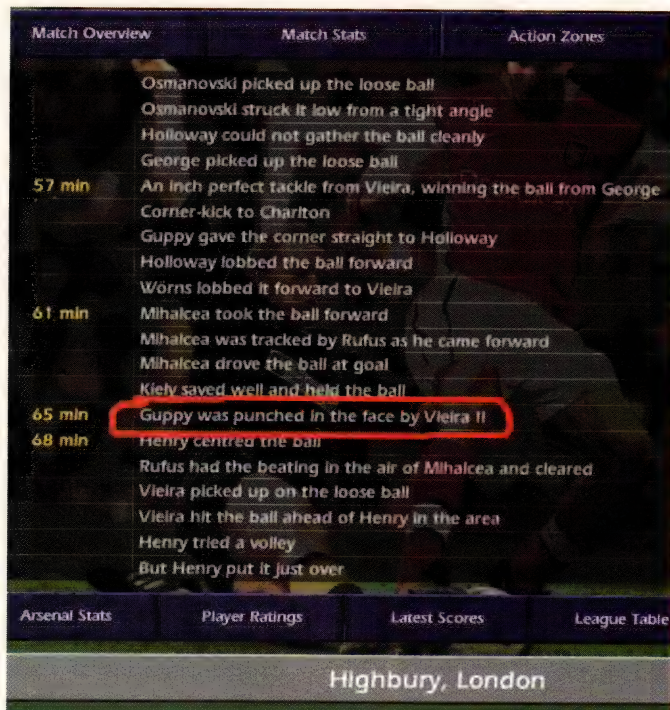 Match Overview Match Stats Action Zones
Osmanovski picked up the loose ball
Osmanovski struck it low from a tight angle
Holloway could not gather the ball cleanly
George picked up the loose ball
57 min An inch perfect tackle from Vieira, winning the ball from George
Corner-kick to Charlton
Guppy gave the corner straight to Holloway
Holloway lobbed the ball forward
Wörns lobbed it forward to Vieira
61 min Mihalcea took the ball forward
Mihalcea was tracked by Rufus as he came forward
Mihalcea drove the ball at goal
Kiely saved well and held the ball
65 min Guppy was punched in the face by Vieira !!
68 min Henry centred the ball
Rufus had the beating in the air of Mihalcea and cleared
Vieira picked up on the loose ball
Vieira hit the ball ahead of Henry in the area
Henry tried a volley
But Henry put it just over
Arsenal Stats Player Ratings Latest Scores League Table
Highbury, London